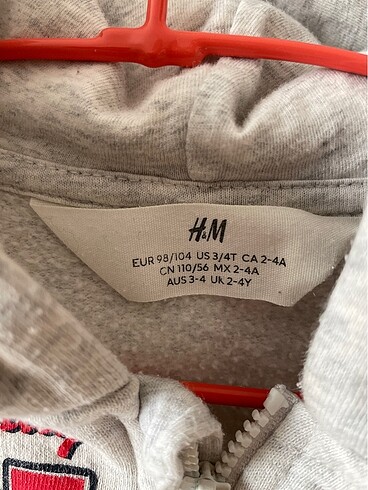 H&M
EUR 98/104 US 3/4T CA 2-4A
CN 110/56 MX 2-4A
AUS 3-4 UK 2-4Y